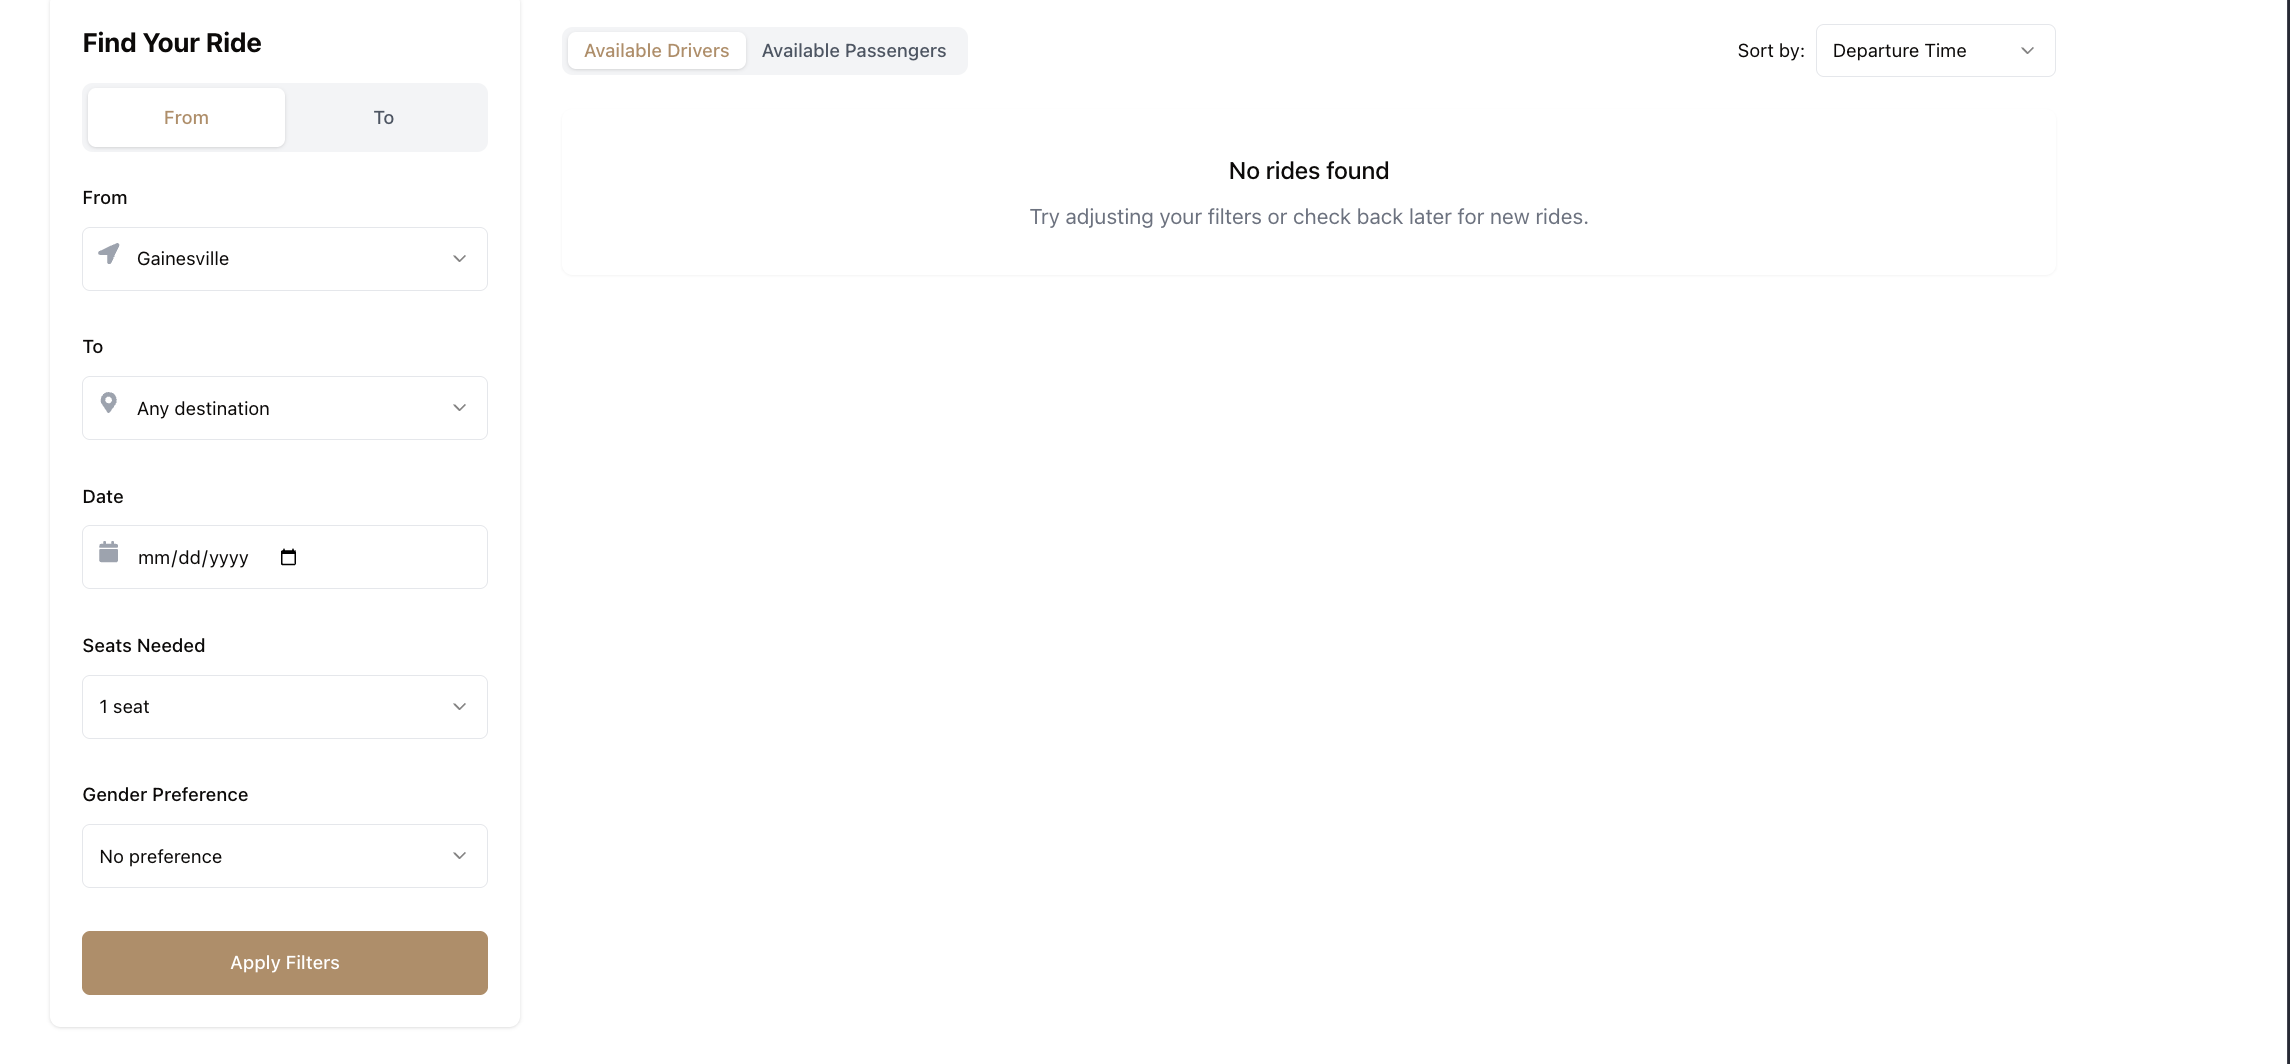 Find Your Ride
From
To
From
Gainesville
To
Any destination
Date
mm/dd/yyyy
Seats Needed
1 seat
Gender Preference
No preference
Apply Filters
Available Drivers
Available Passengers
Sort by:
Departure Time
No rides found
Try adjusting your filters or check back later for new rides.